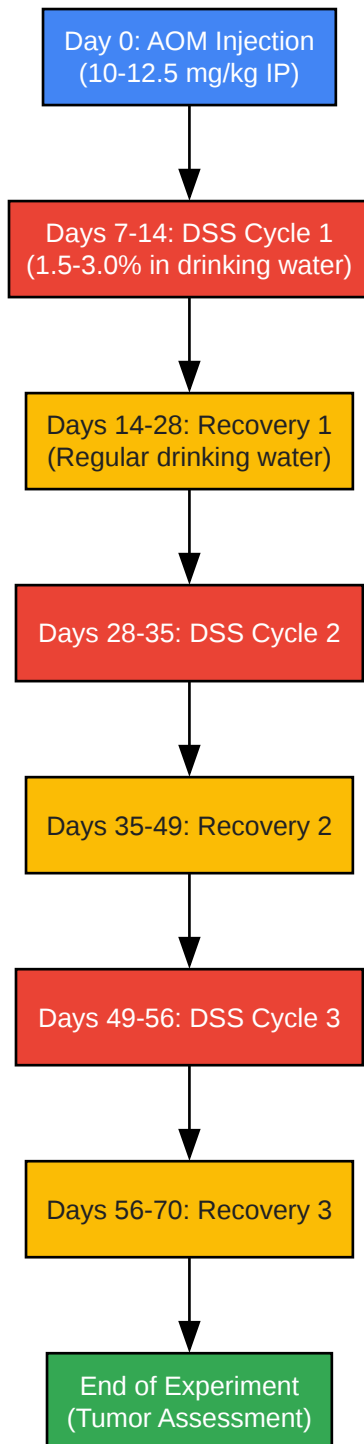 Day 0: AOM Injection
(10-12.5 mg/kg IP)
Days 7-14: DSS Cycle 1
(1.5-3.0% in drinking water)
Days 14-28: Recovery 1
(Regular drinking water)
Days 28-35: DSS Cycle 2
Days 35-49: Recovery 2
Days 49-56: DSS Cycle 3
Days 56-70: Recovery 3
End of Experiment
(Tumor Assessment)